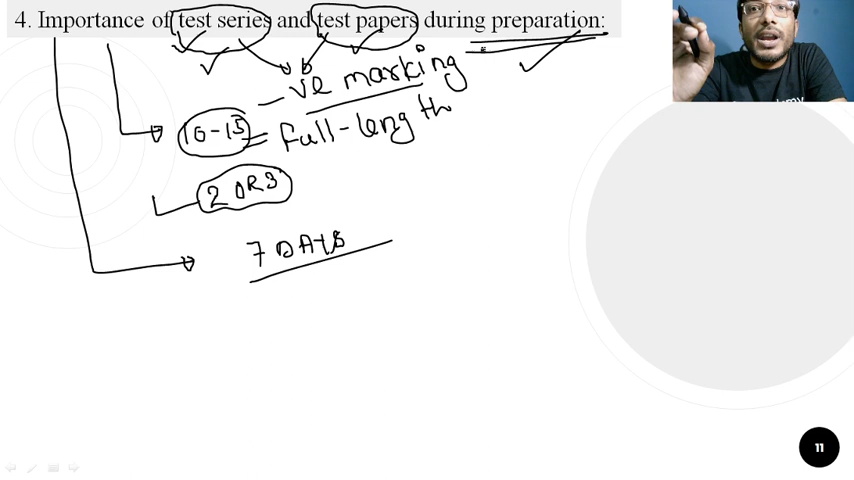 4. Importance of test series and test papers during preparation:
-ve marking
10-15 = Full-length
2 OR 3
7 DAYS
11